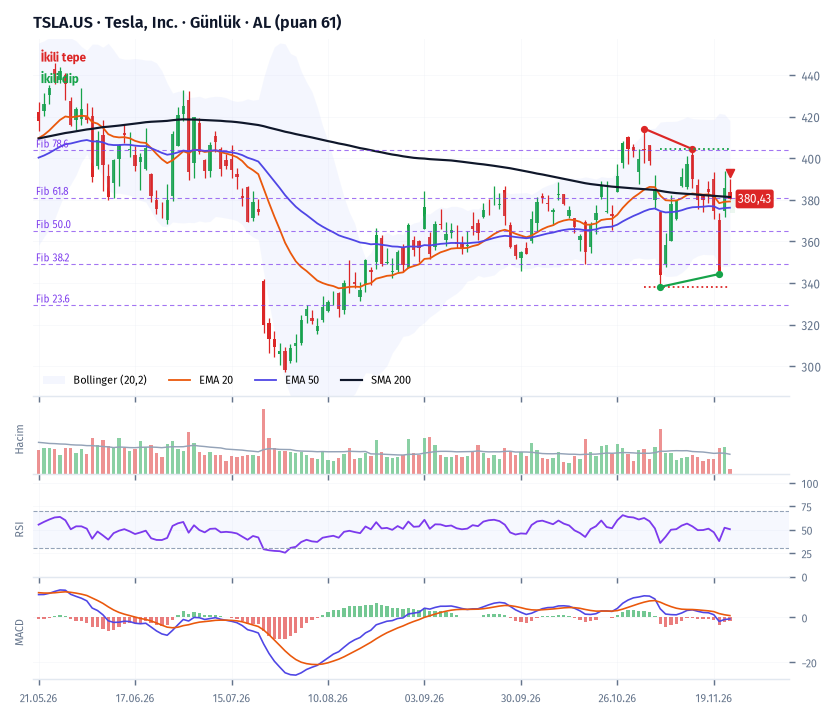 TSLA.US · Tesla, Inc. · Günlük · AL (puan 61)
İkili tepe
İkili dip
440
420
400
380
360
340
320
300
Fib 78.6
Fib 61.8
Fib 50.0
Fib 38.2
Fib 23.6
380,43
Bollinger (20,2) EMA 20 EMA 50 SMA 200
Hacim
RSI
100
75
50
25
0
MACD
0
-20
21.05.26 17.06.26 15.07.26 10.08.26 03.09.26 30.09.26 26.10.26 19.11.26